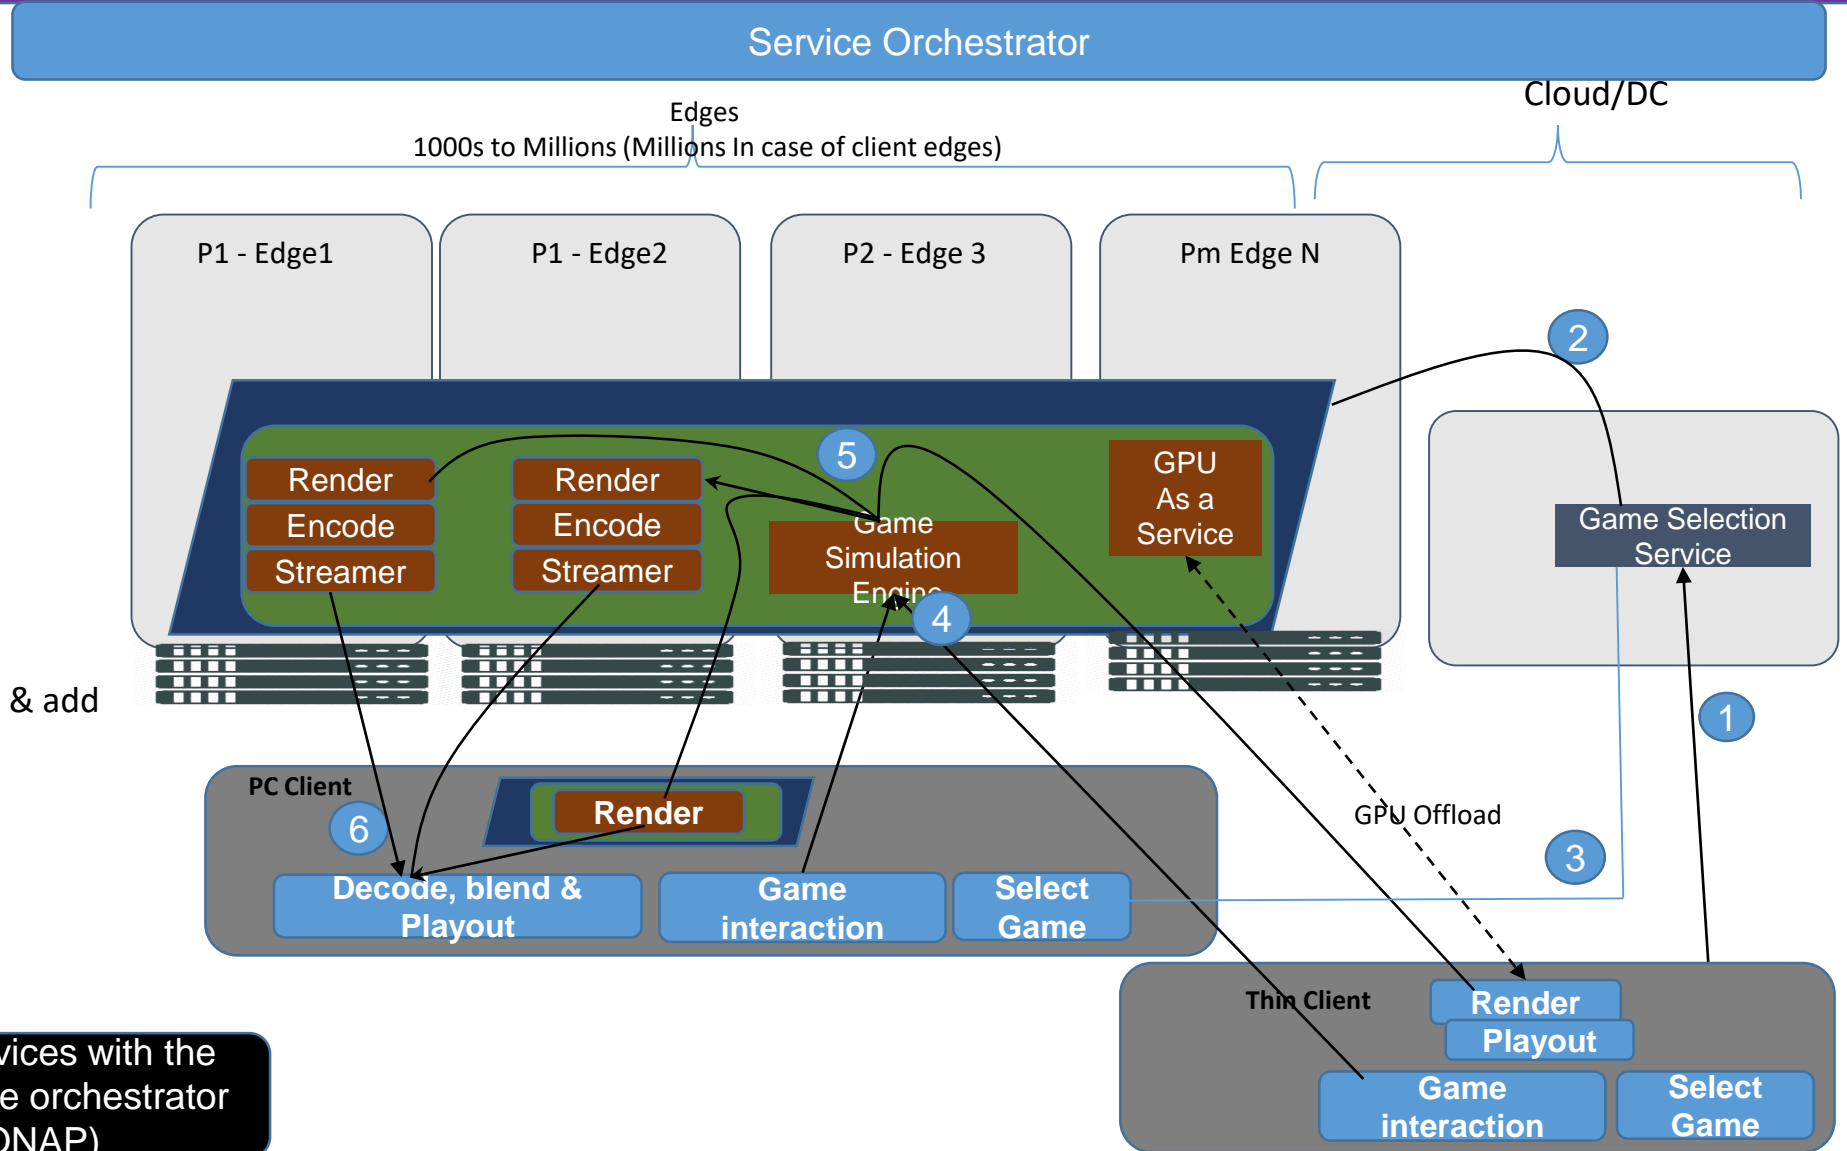 Service Orchestrator
Cloud/DC
Edges
1000s to Millions (Millions In case of client edges)
P1 - Edge1
P1 - Edge2
P2 - Edge 3
Pm Edge N
2
5
Render
Encode
Streamer
Render
Encode
Streamer
Game
Simulation
Engine
GPU
As a
Service
Game Selection
Service
4
& add
1
PC Client
Render
6
GPU Offload
3
Decode, blend &
Playout
Game
interaction
Select
Game
Thin Client
Render
Playout
Game
interaction
Select
Game
vices with the
e orchestrator
ONAP)